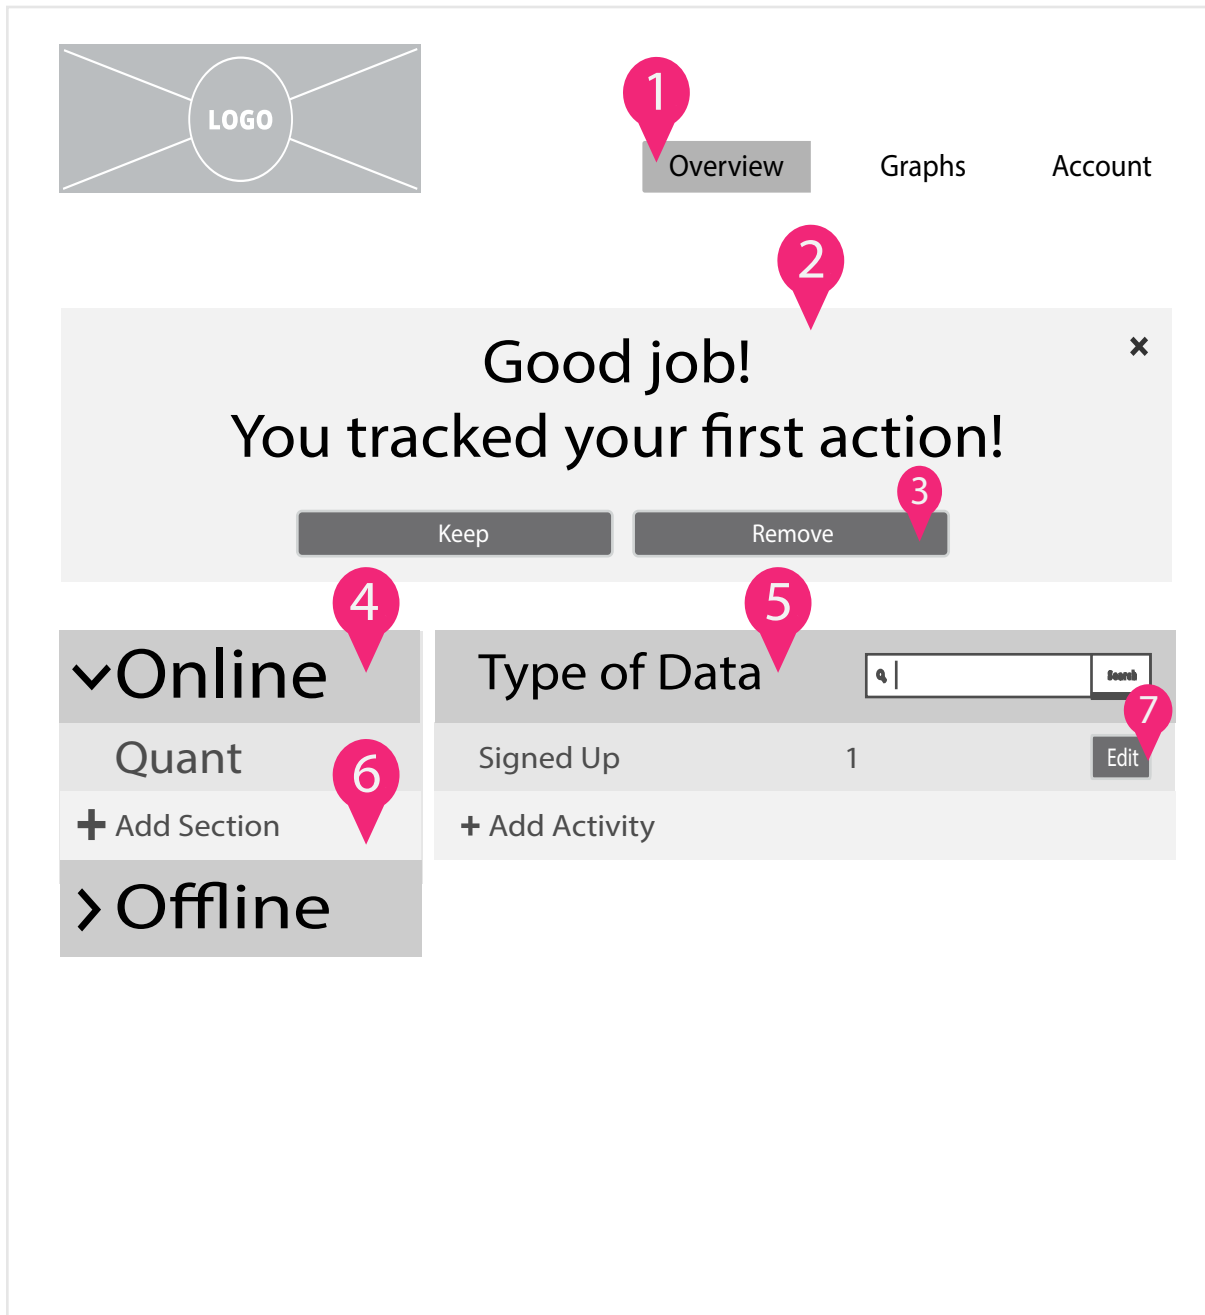 LOGO
1
Overview Graphs Account
2
Good job!
You tracked your first action!
3
Keep Remove
4 5
Online Type of Data Search
7
Quant 6 Signed Up 1 Edit
+ Add Section + Add Activity
Offline